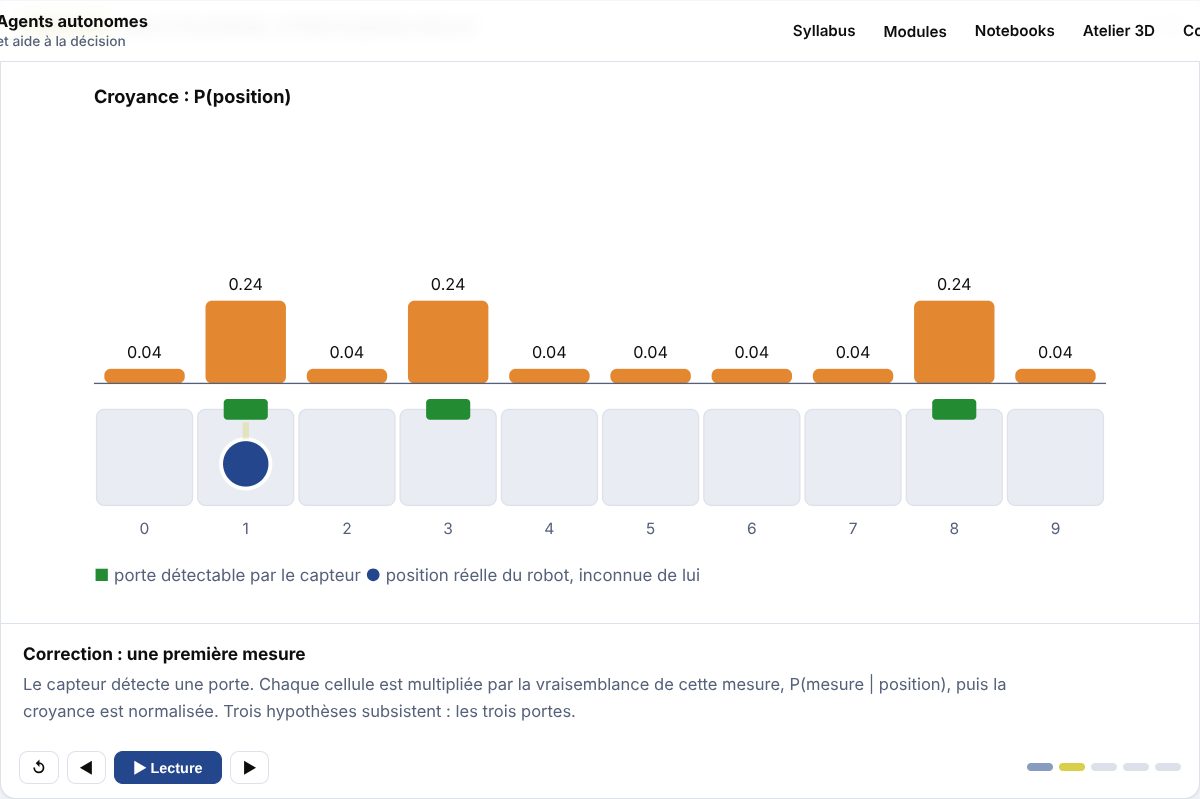 Agents autonomes
et aide à la décision
Syllabus Modules Notebooks Atelier 3D
Croyance : P(position)
0.04 0.24 0.04 0.24 0.04 0.04 0.04 0.04 0.24 0.04
0 1 2 3 4 5 6 7 8 9
porte détectable par le capteur position réelle du robot, inconnue de lui
Correction : une première mesure
Le capteur détecte une porte. Chaque cellule est multipliée par la vraisemblance de cette mesure, P(mesure | position), puis la
croyance est normalisée. Trois hypothèses subsistent : les trois portes.
Lecture